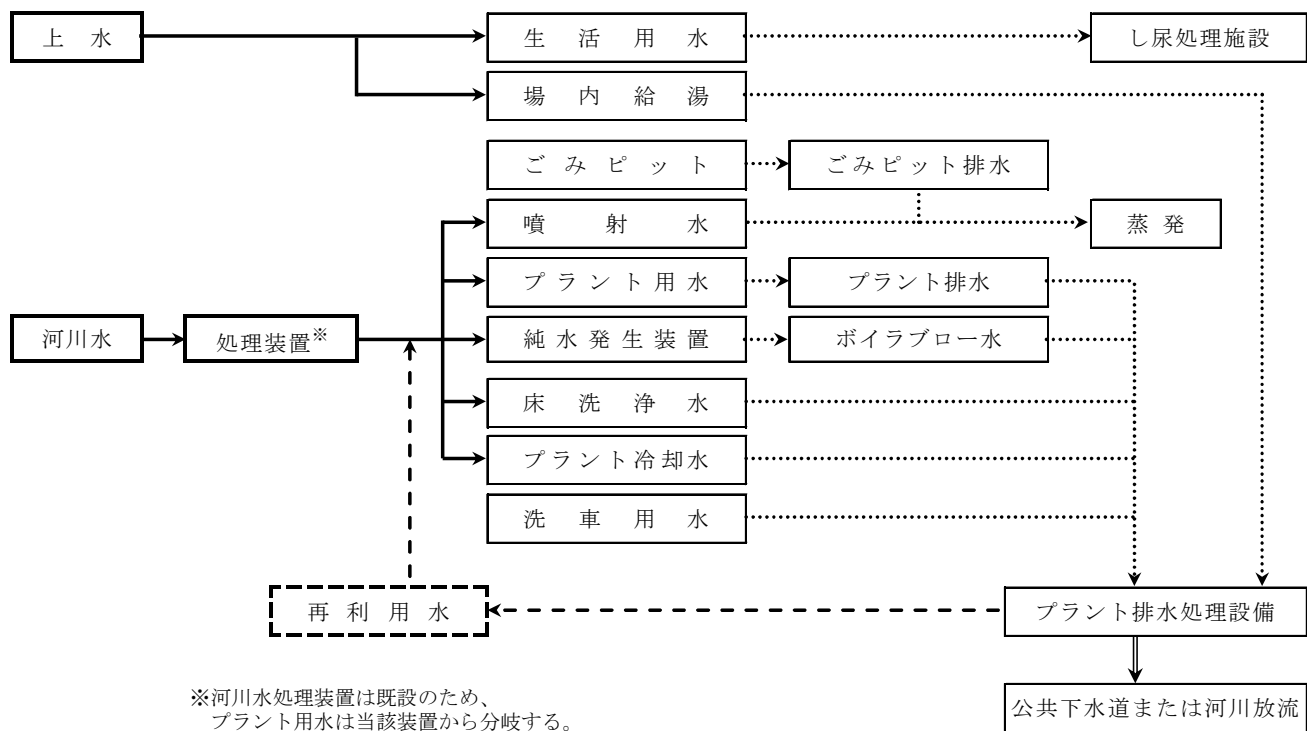 上水
生活用水
し尿処理施設
場内給湯
ごみピット
ごみピット排水
噴射水
蒸発
プラント用水
プラント排水
河川水
処理装置※
純水発生装置
ボイラブロー水
床洗浄水
プラント冷却水
洗車用水
再利用水
プラント排水処理設備
※河川水処理装置は既設のため、
プラント用水は当該装置から分岐する。
公共下水道または河川放流